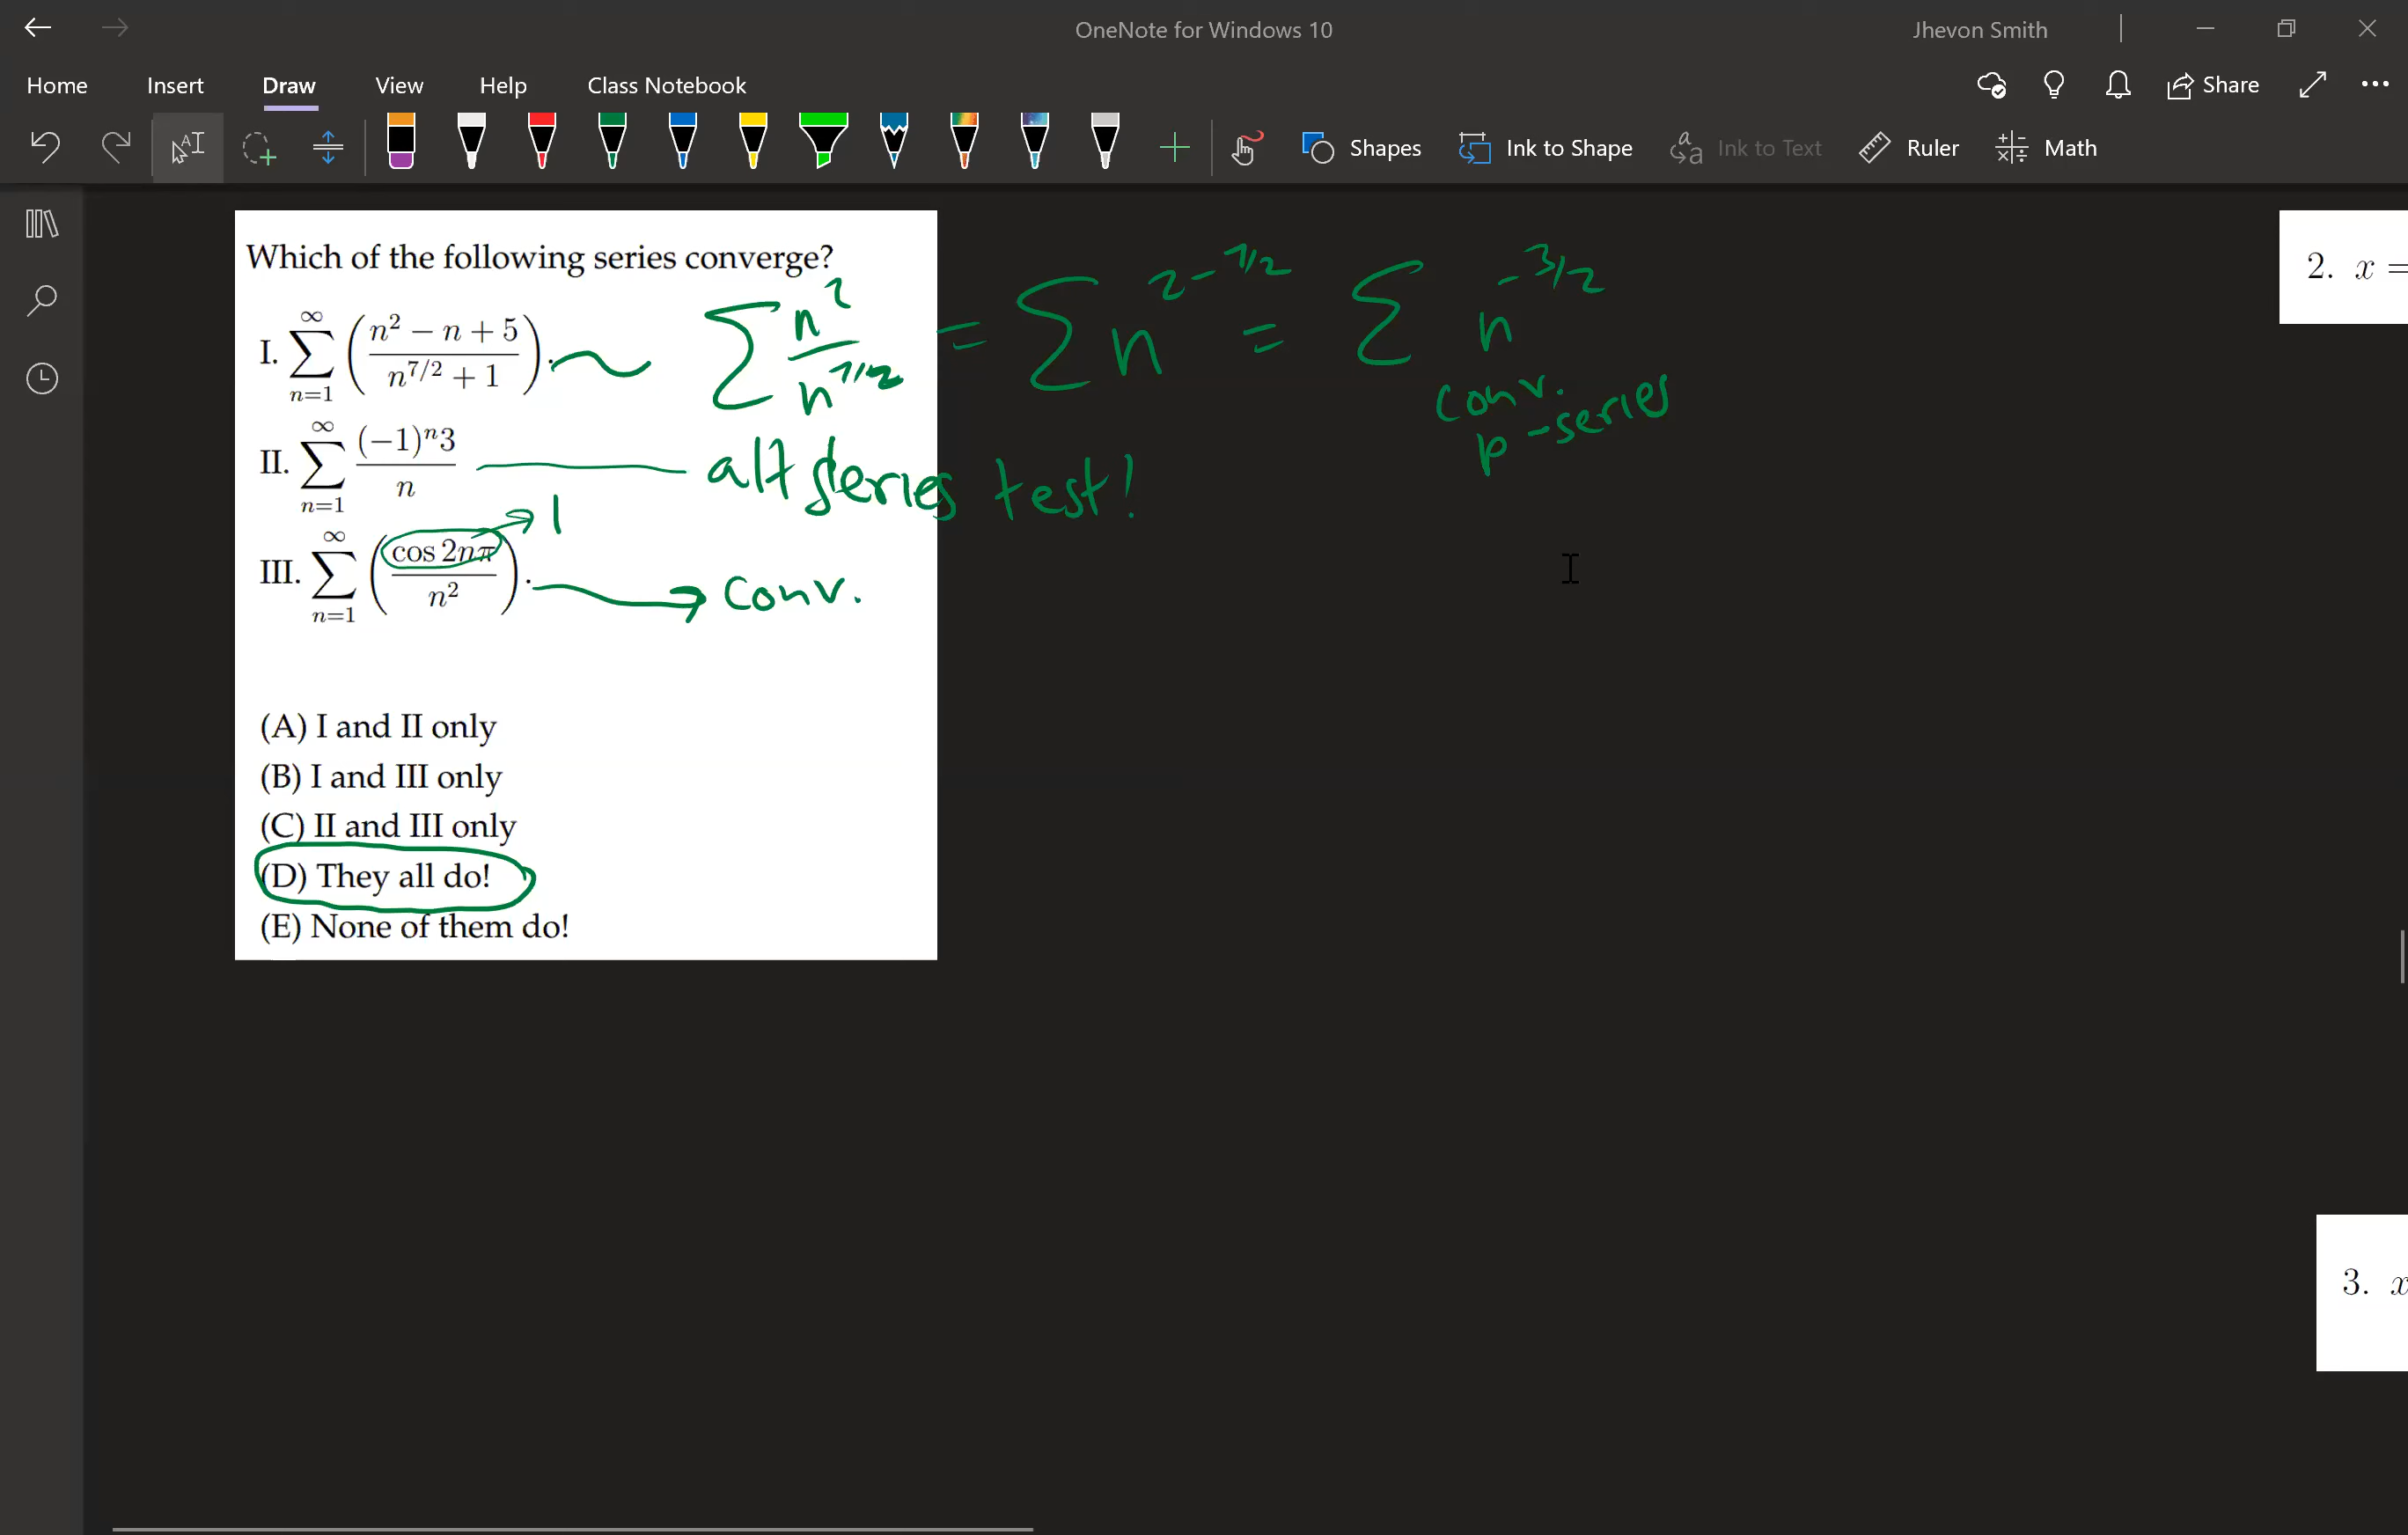 OneNote for Windows 10 Jhevon Smith
Home Insert Draw View Help Class Notebook Share
Shapes Ink to Shape Ink to Text Ruler Math
Which of the following series converge?
I. ∑_{n=1}^{∞} ( (n² − n + 5) / (n^{7/2} + 1) ). ~ ∑ n² / n^{7/2} = ∑ n^{2 - 7/2} = ∑ n^{-3/2}
conv.
p-series
II. ∑_{n=1}^{∞} (−1)ⁿ3 / n — alt series test!
III. ∑_{n=1}^{∞} ( cos 2nπ / n² ). → conv.
→ 1
(A) I and II only
(B) I and III only
(C) II and III only
(D) They all do!
(E) None of them do!
2. x =
3. x